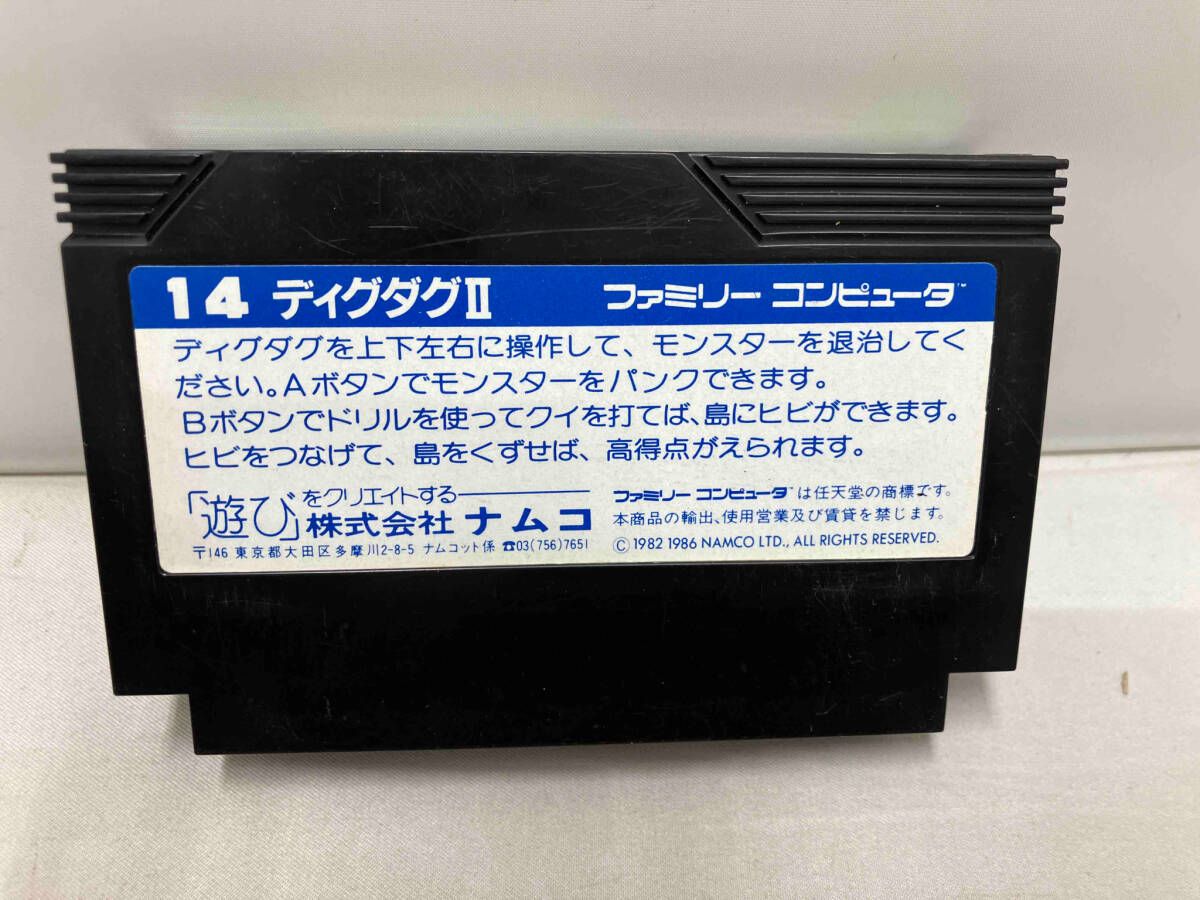 14 ディグダグII ファミリー コンピュータ™
ディグダグを上下左右に操作して、モンスターを退治してく
ださい。Aボタンでモンスターをパンクできます。
Bボタンでドリルを使ってクイを打てば、島にヒビができます。
ヒビをつなげて、島をくずせば、高得点がえられます。
「遊び」をクリエイトする
株式会社 ナムコ
〒146 東京都大田区多摩川2-8-5 ナムコット係 ☎03(756)7651
ファミリー コンピュータ™は任天堂の商標です。
本商品の輸出、使用営業及び賃貸を禁じます。
Ⓒ 1982 1986 NAMCO LTD., ALL RIGHTS RESERVED.